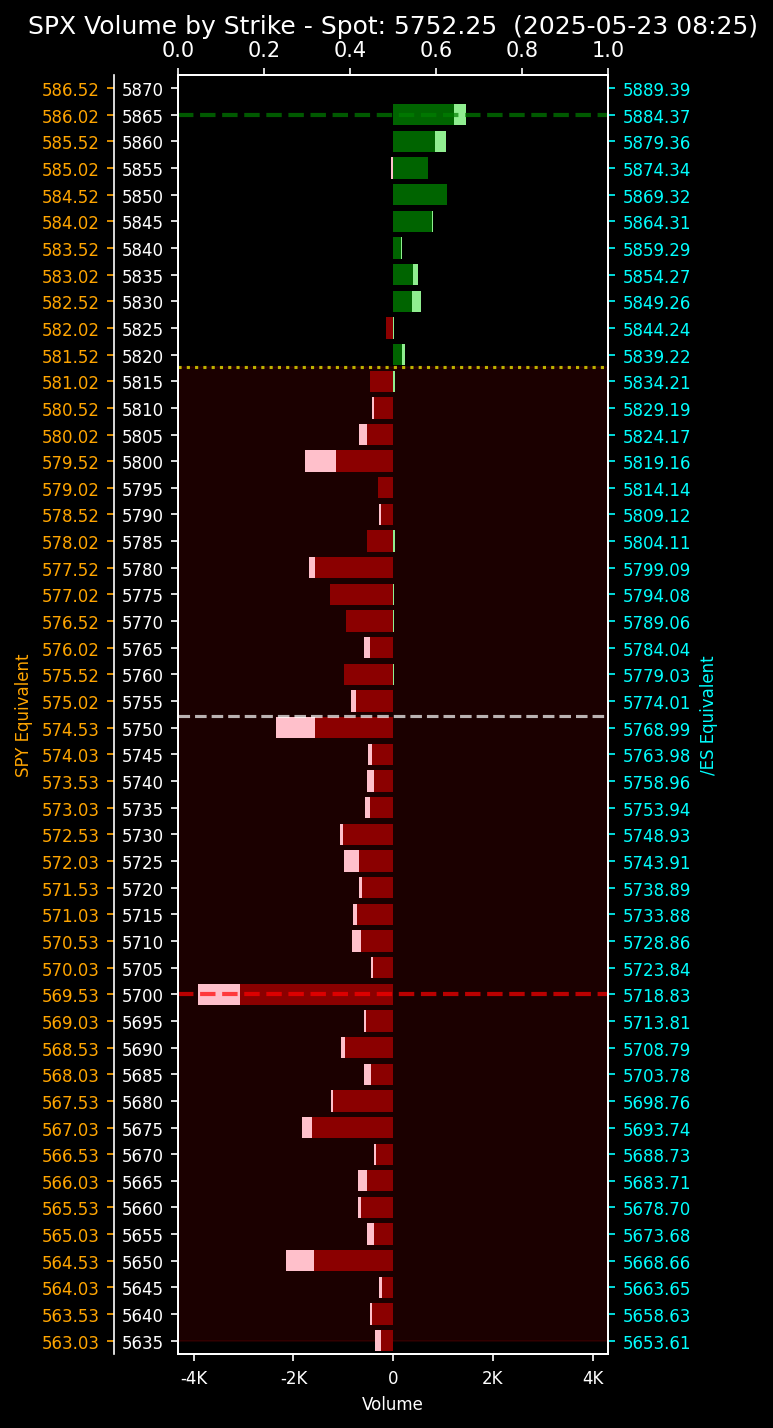 SPX Volume by Strike - Spot: 5752.25 (2025-05-23 08:25)
0.0 0.2 0.4 0.6 0.8 1.0
586.52 5870 5889.39
586.02 5865 5884.37
585.52 5860 5879.36
585.02 5855 5874.34
584.52 5850 5869.32
584.02 5845 5864.31
583.52 5840 5859.29
583.02 5835 5854.27
582.52 5830 5849.26
582.02 5825 5844.24
581.52 5820 5839.22
581.02 5815 5834.21
580.52 5810 5829.19
580.02 5805 5824.17
579.52 5800 5819.16
579.02 5795 5814.14
578.52 5790 5809.12
578.02 5785 5804.11
577.52 5780 5799.09
577.02 5775 5794.08
576.52 5770 5789.06
576.02 5765 5784.04
575.52 5760 5779.03
575.02 5755 5774.01
574.53 5750 5768.99
574.03 5745 5763.98
573.53 5740 5758.96
573.03 5735 5753.94
572.53 5730 5748.93
572.03 5725 5743.91
571.53 5720 5738.89
571.03 5715 5733.88
570.53 5710 5728.86
570.03 5705 5723.84
569.53 5700 5718.83
569.03 5695 5713.81
568.53 5690 5708.79
568.03 5685 5703.78
567.53 5680 5698.76
567.03 5675 5693.74
566.53 5670 5688.73
566.03 5665 5683.71
565.53 5660 5678.70
565.03 5655 5673.68
564.53 5650 5668.66
564.03 5645 5663.65
563.53 5640 5658.63
563.03 5635 5653.61
SPY Equivalent
/ES Equivalent
-4K -2K 0 2K 4K
Volume